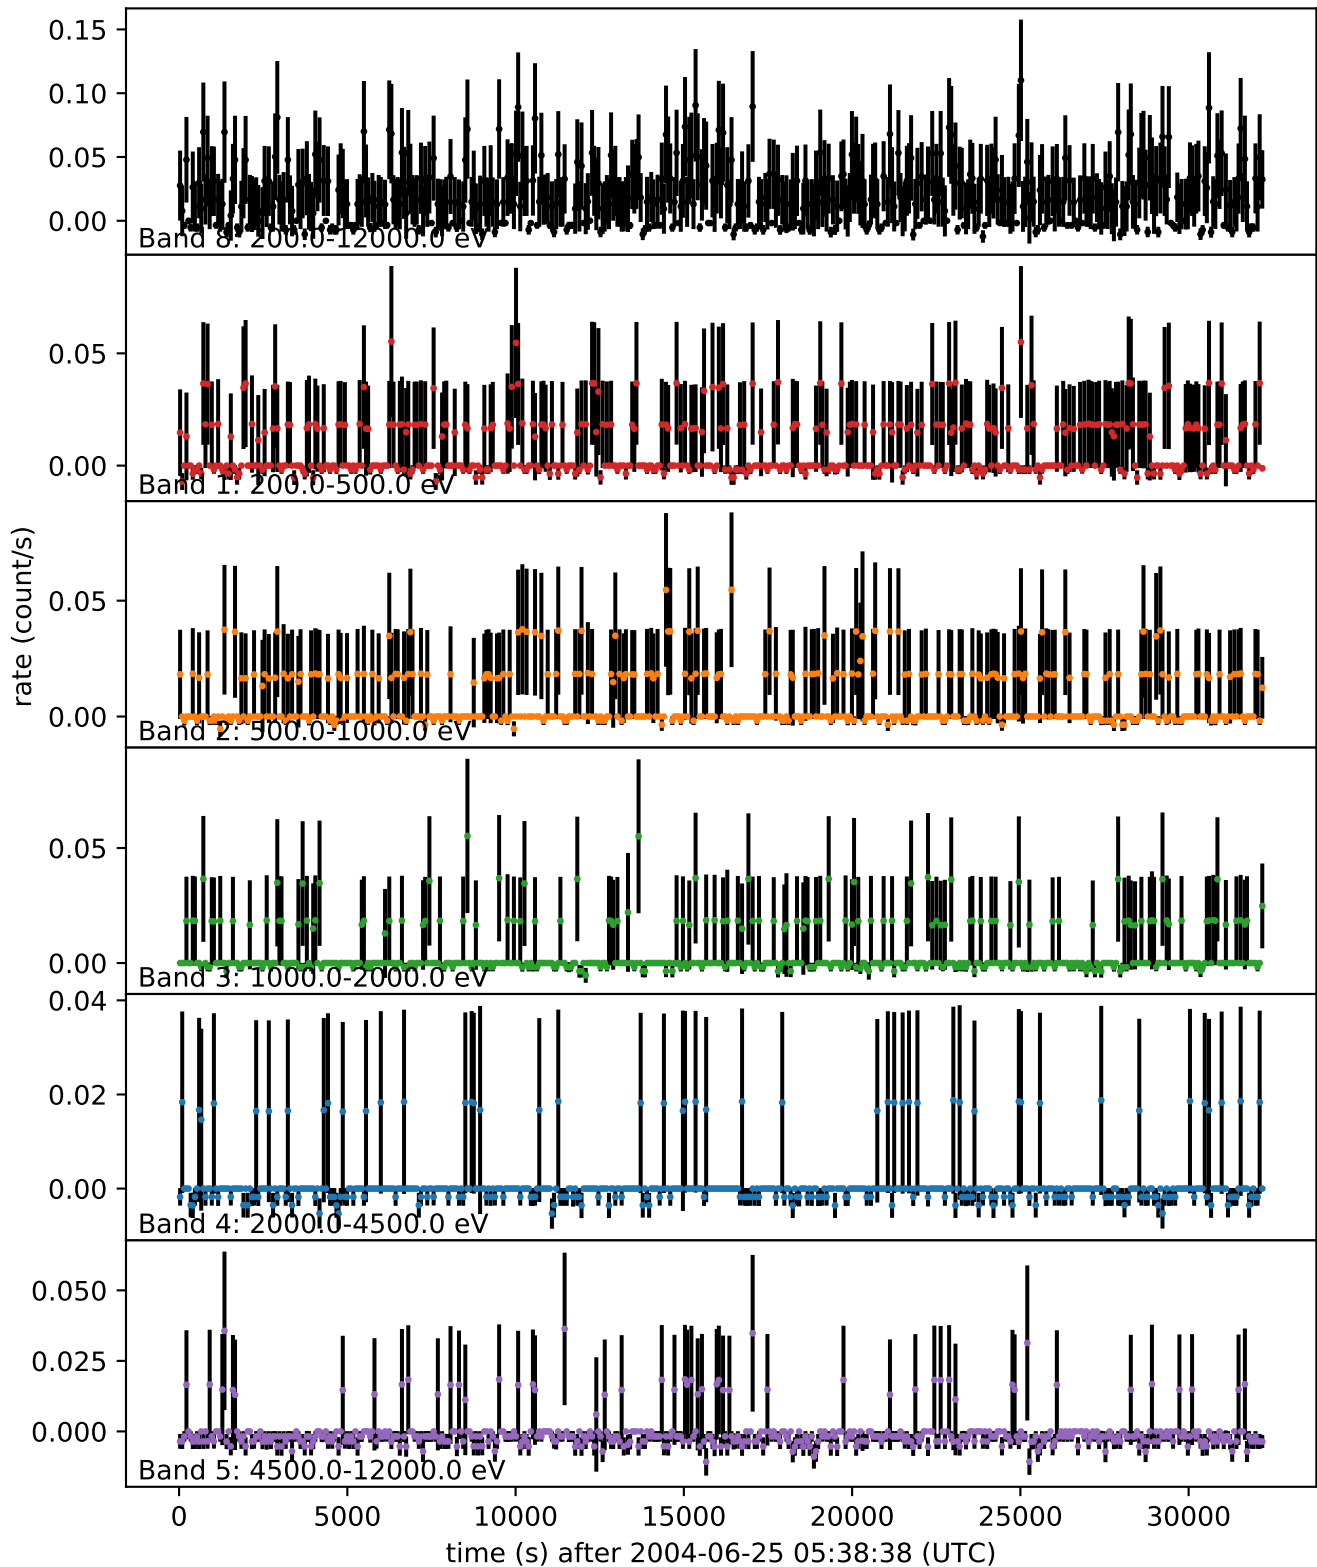 0.15
0.10
0.05
0.00
Band 8: 200.0-12000.0 eV
0.05
0.00
Band 1: 200.0-500.0 eV
0.05
0.00
Band 2: 500.0-1000.0 eV
rate (count/s)
0.05
0.00
Band 3: 1000.0-2000.0 eV
0.04
0.02
0.00
Band 4: 2000.0-4500.0 eV
0.050
0.025
0.000
Band 5: 4500.0-12000.0 eV
0 5000 10000 15000 20000 25000 30000
time (s) after 2004-06-25 05:38:38 (UTC)